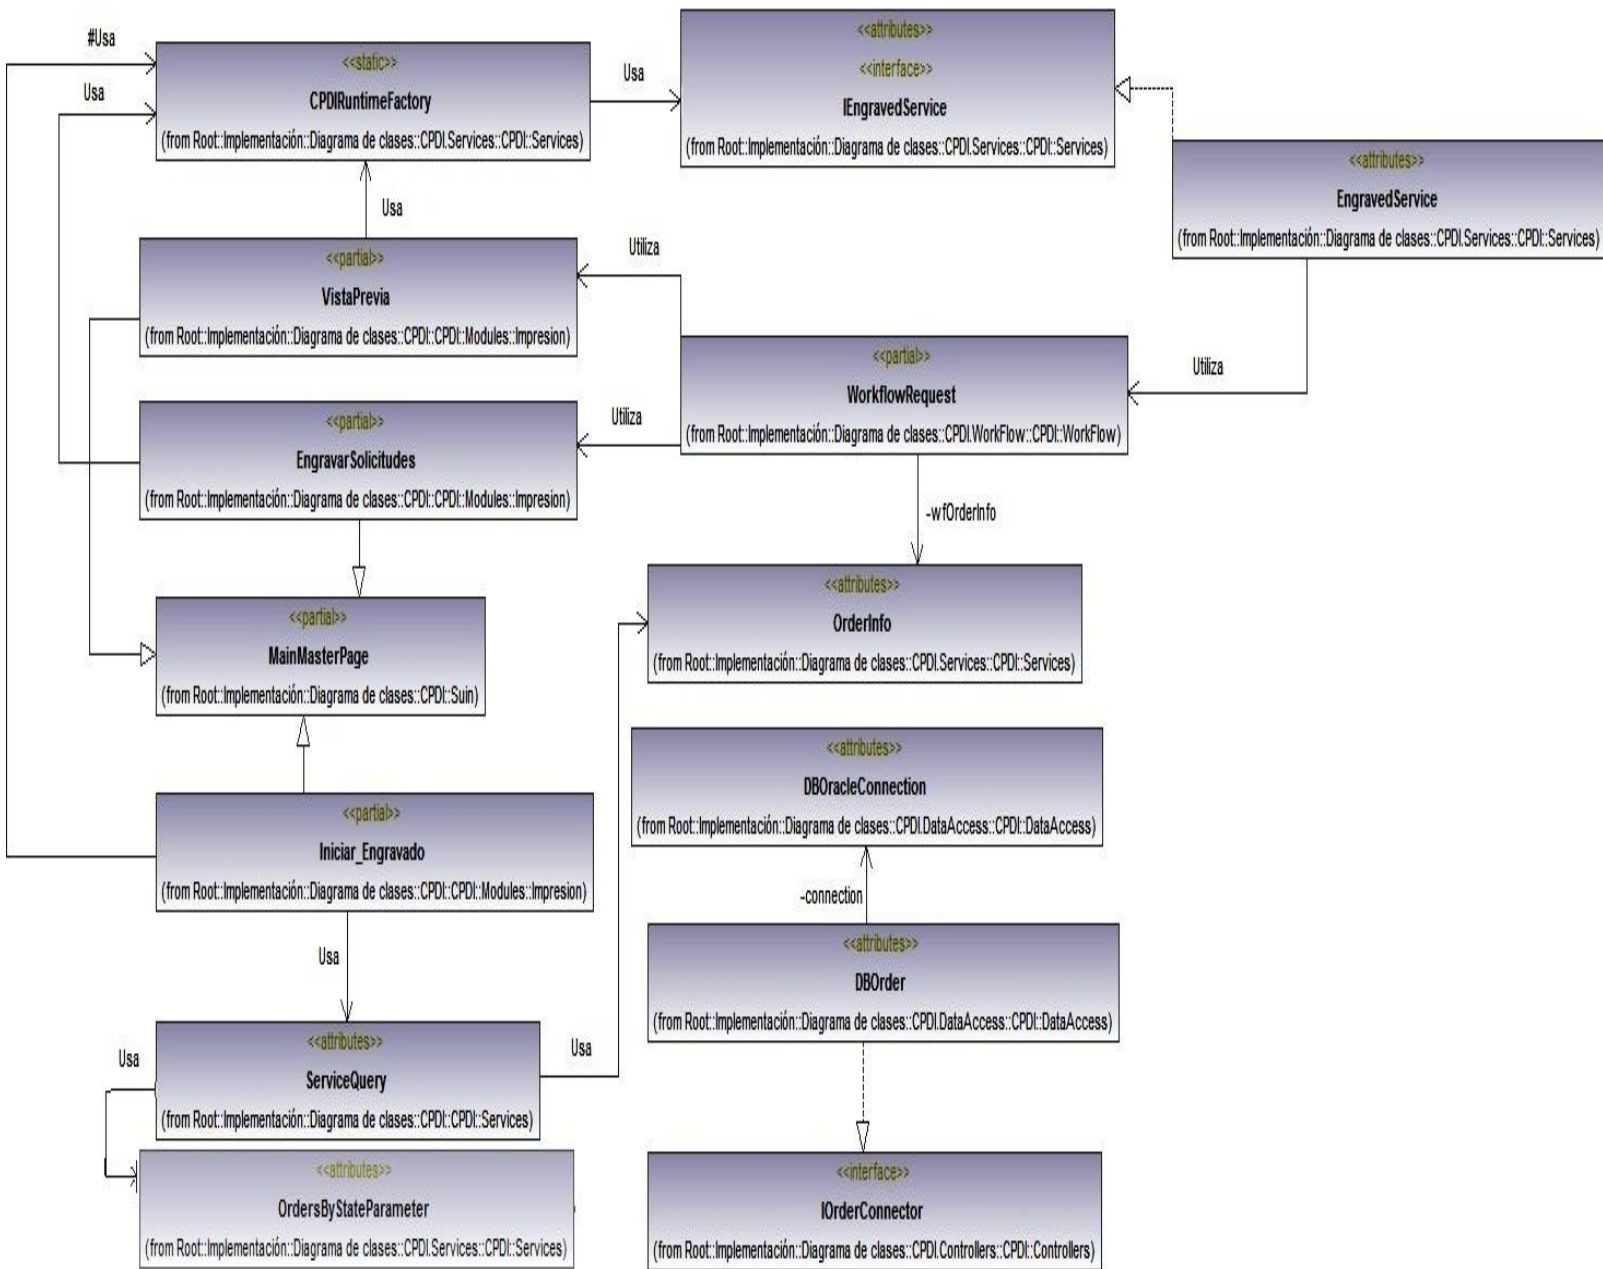 #Usa
<<static>>
CPDIRuntimeFactory
(from Root::Implementación::Diagrama de clases::CPDI.Services::CPDI::Services)
Usa
Usa
<<attributes>>
<<interface>>
IEngravedService
(from Root::Implementación::Diagrama de clases::CPDI.Services::CPDI::Services)
<<attributes>>
EngravedService
(from Root::Implementación::Diagrama de clases::CPDI.Services::CPDI::Services)
Usa
<<partial>>
VistaPrevia
(from Root::Implementación::Diagrama de clases::CPDI::CPDI::Modules::Impresion)
Utiliza
<<partial>>
WorkflowRequest
(from Root::Implementación::Diagrama de clases::CPDI.WorkFlow::CPDI::WorkFlow)
Utiliza
<<partial>>
EngravarSolicitudes
(from Root::Implementación::Diagrama de clases::CPDI::CPDI::Modules::Impresion)
Utiliza
-wfOrderInfo
<<attributes>>
OrderInfo
(from Root::Implementación::Diagrama de clases::CPDI.Services::CPDI::Services)
<<partial>>
MainMasterPage
(from Root::Implementación::Diagrama de clases::CPDI::Suin)
<<attributes>>
DBOracleConnection
(from Root::Implementación::Diagrama de clases::CPDI.DataAccess::CPDI::DataAccess)
<<partial>>
Iniciar_Engravado
(from Root::Implementación::Diagrama de clases::CPDI::CPDI::Modules::Impresion)
-connection
Usa
<<attributes>>
DBOrder
(from Root::Implementación::Diagrama de clases::CPDI.DataAccess::CPDI::DataAccess)
Usa
<<attributes>>
ServiceQuery
(from Root::Implementación::Diagrama de clases::CPDI::CPDI::Services)
Usa
<<attributes>>
OrdersByStateParameter
(from Root::Implementación::Diagrama de clases::CPDI.Services::CPDI::Services)
<<interface>>
IOrderConnector
(from Root::Implementación::Diagrama de clases::CPDI.Controllers::CPDI::Controllers)